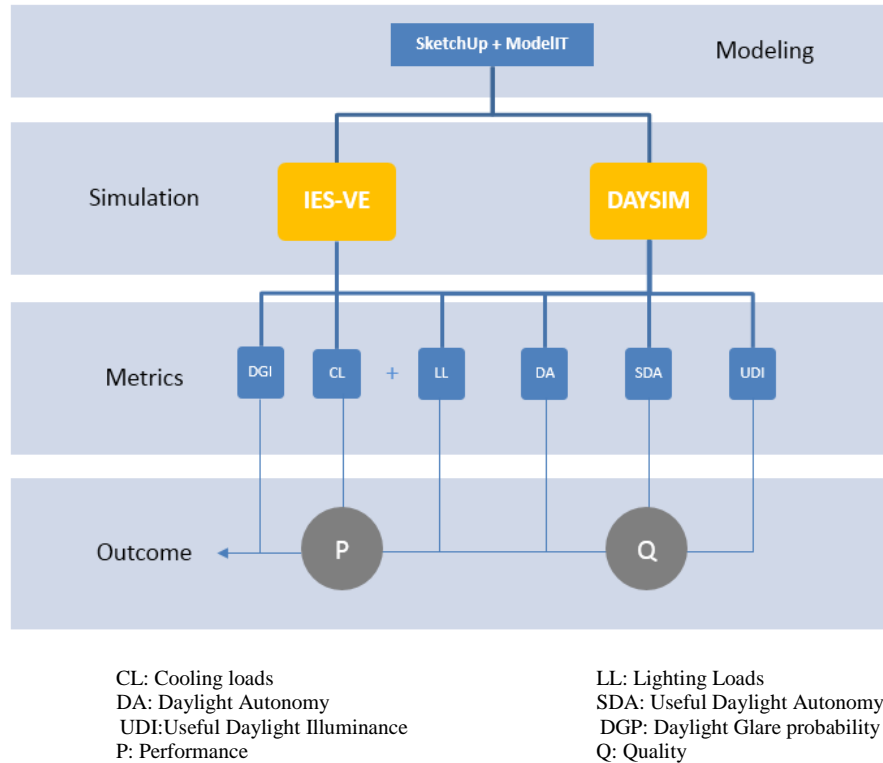 SketchUp + ModelIT
Modeling
Simulation
IES-VE
DAYSIM
Metrics
DGI
CL
+
LL
DA
SDA
UDI
Outcome
P
Q
CL: Cooling loads
LL: Lighting Loads
DA: Daylight Autonomy
SDA: Useful Daylight Autonomy
UDI:Useful Daylight Illuminance
DGP: Daylight Glare probability
P: Performance
Q: Quality